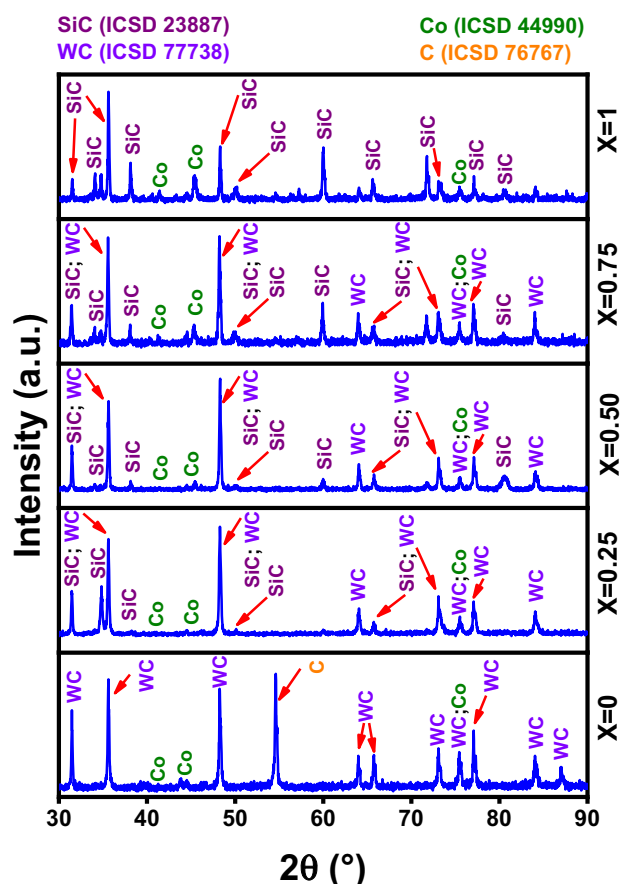 SiC (ICSD 23887)
Co (ICSD 44990)
WC (ICSD 77738)
C (ICSD 76767)
Intensity (a.u.)
SiC
SiC
SiC
Co
Co
SiC
SiC
SiC
SiC
SiC
SiC
Co
SiC
SiC
X=1
SiC; WC
SiC
SiC
Co
Co
SiC; WC
SiC
SiC
WC
SiC; WC
WC;Co
WC
SiC
WC
X=0.75
SiC; WC
SiC
SiC
Co
Co
SiC; WC
SiC
SiC
WC
SiC; WC
WC;Co
WC
SiC
WC
X=0.50
SiC; WC
SiC
SiC
Co
Co
SiC; WC
SiC
WC
SiC; WC
WC;Co
WC
WC
X=0.25
WC
WC
Co
Co
WC
C
WC
WC
WC;Co
WC
WC
WC
X=0
30 40 50 60 70 80 90
2θ (°)